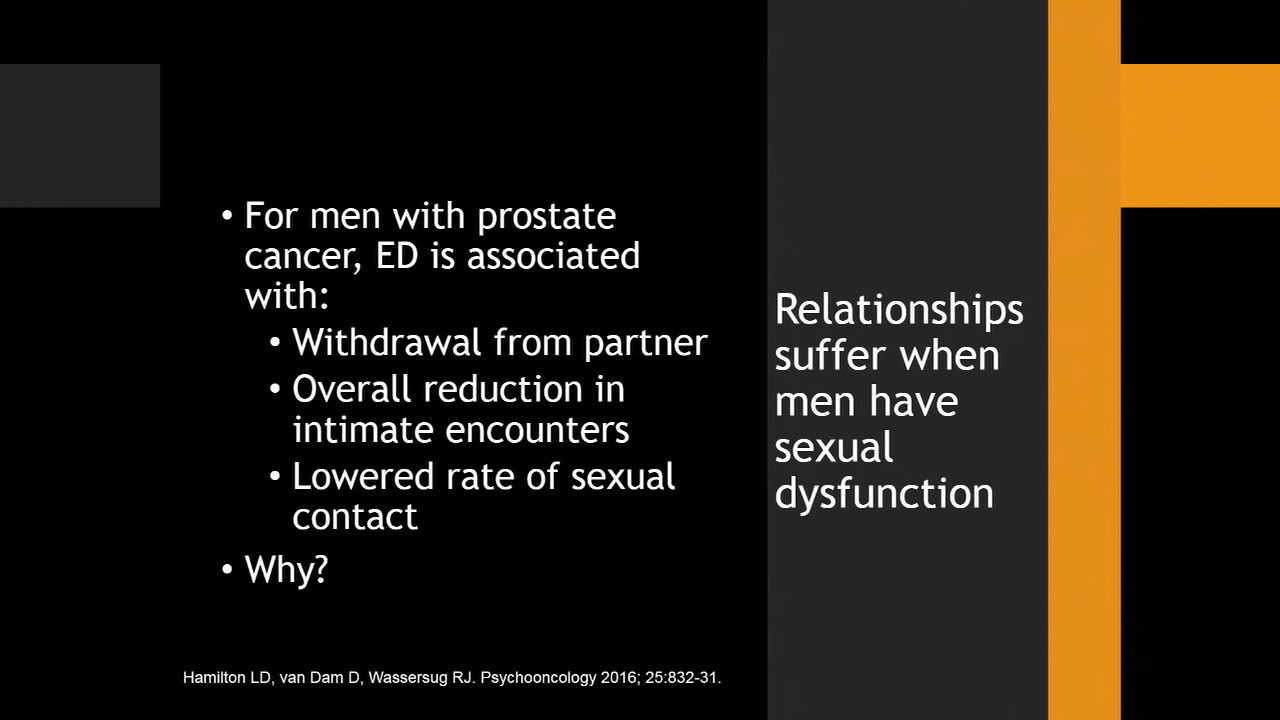 • For men with prostate
cancer, ED is associated
with:
• Withdrawal from partner
• Overall reduction in
intimate encounters
• Lowered rate of sexual
contact
• Why?
Hamilton LD, van Dam D, Wassersug RJ. Psychooncology 2016; 25:832-31.
Relationships
suffer when
men have
sexual
dysfunction